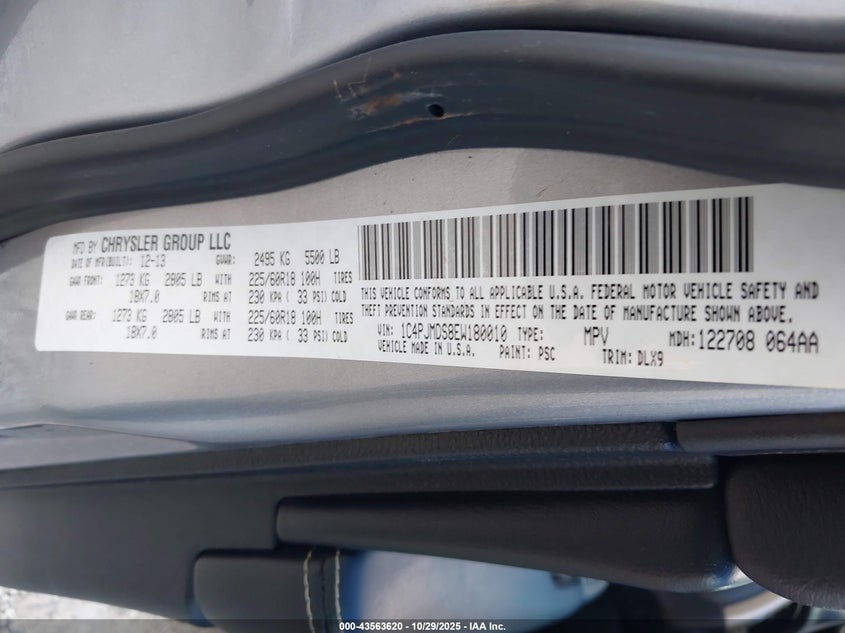 MFD BY CHRYSLER GROUP LLC
DATE OF MFR(BUILT): 12-13 GVWR: 2495 KG 5500 LB
GAWR FRONT: 1273 KG 2805 LB WITH 225/60R18 100H TIRES
18X7.0 RIMS AT 230 KPA ( 33 PSI) COLD
GAWR REAR: 1273 KG 2805 LB WITH 225/60R18 100H TIRES
18X7.0 RIMS AT 230 KPA ( 33 PSI) COLD
THIS VEHICLE CONFORMS TO ALL APPLICABLE U.S.A. FEDERAL MOTOR VEHICLE SAFETY AND
THEFT PREVENTION STANDARDS IN EFFECT ON THE DATE OF MANUFACTURE SHOWN ABOVE.
VIN: 1C4PJMDS8EW180010 TYPE: MPV MDH: 122708 064AA
VEHICLE MADE IN U.S.A. PAINT: PSC TRIM: DLX9
000-43563620 - 10/29/2025 - IAA Inc.